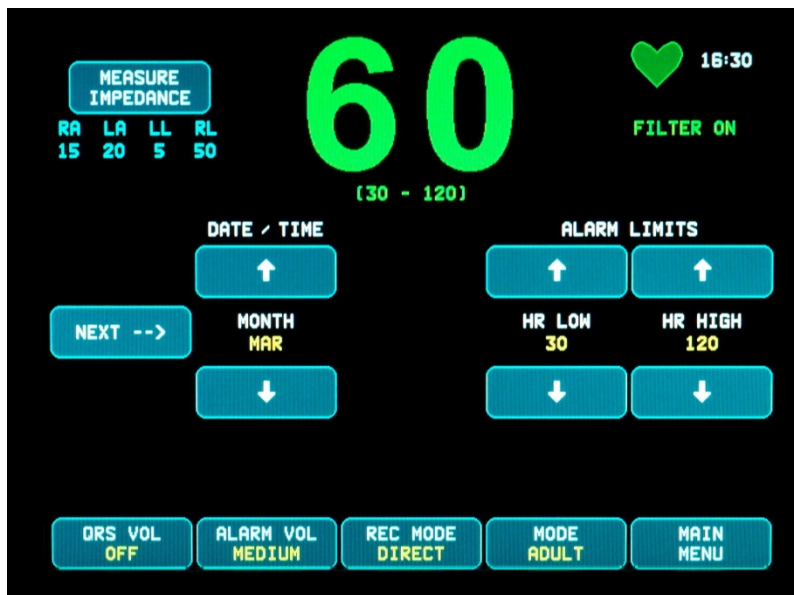 MEASURE
IMPEDANCE
RA LA LL RL
15 20 5 50
60
(30 - 120)
16:30
FILTER ON
DATE / TIME
ALARM LIMITS
NEXT -->
MONTH
MAR
HR LOW
30
HR HIGH
120
QRS VOL
OFF
ALARM VOL
MEDIUM
REC MODE
DIRECT
MODE
ADULT
MAIN
MENU